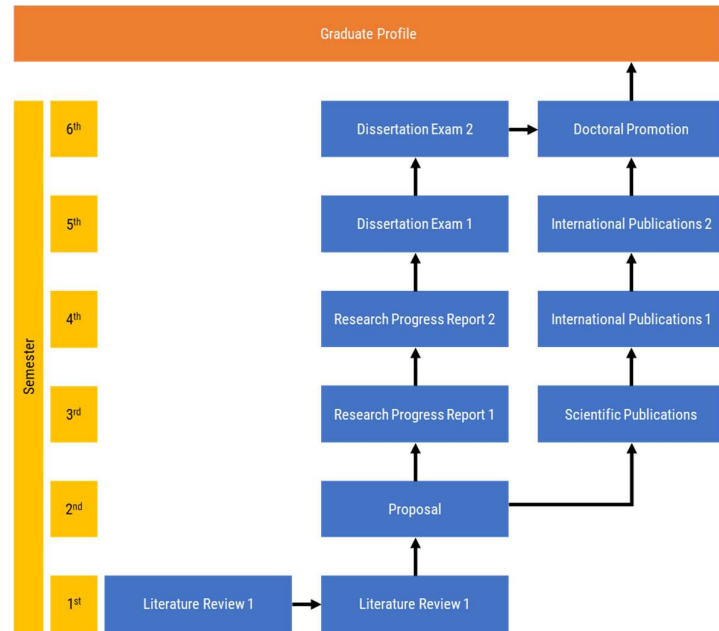 Graduate Profile
6th
Dissertation Exam 2
Doctoral Promotion
5th
Dissertation Exam 1
International Publications 2
4th
Research Progress Report 2
International Publications 1
Semester
3rd
Research Progress Report 1
Scientific Publications
2nd
Proposal
1st
Literature Review 1
Literature Review 1